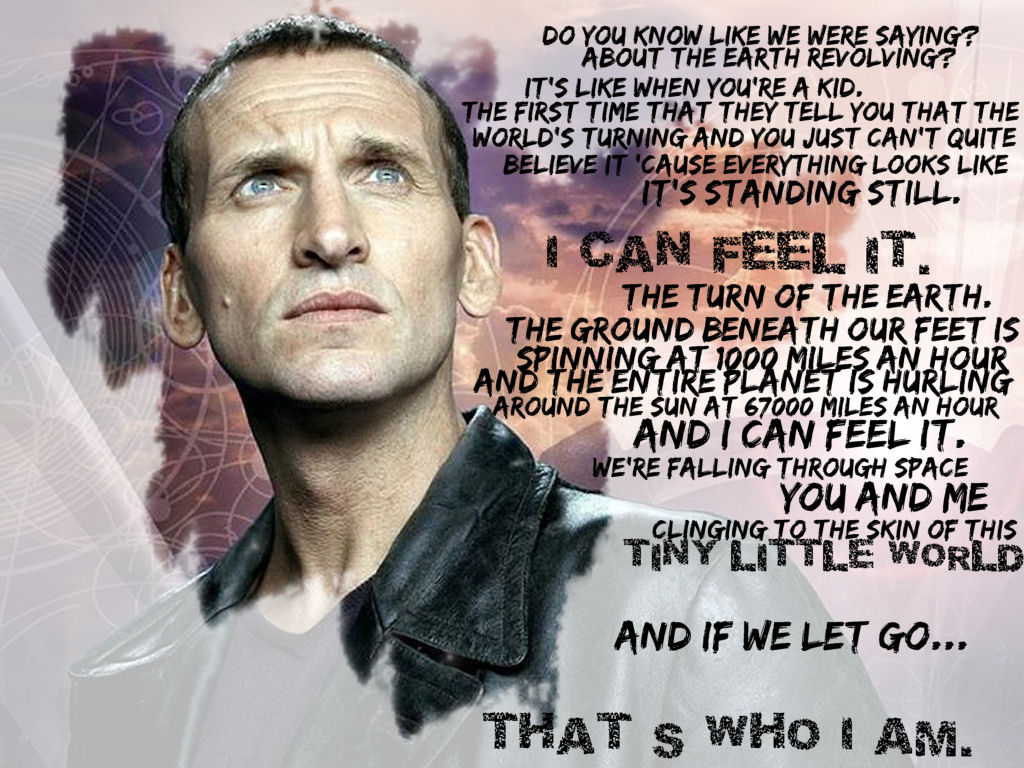 DO YOU KNOW LIKE WE WERE SAYING?
ABOUT THE EARTH REVOLVING?
IT'S LIKE WHEN YOU'RE A KID.
THE FIRST TIME THAT THEY TELL YOU THAT THE
WORLD'S TURNING AND YOU JUST CAN'T QUITE
BELIEVE IT 'CAUSE EVERYTHING LOOKS LIKE
IT'S STANDING STILL.
I CAN FEEL IT.
THE TURN OF THE EARTH.
THE GROUND BENEATH OUR FEET IS
SPINNING AT 1000 MILES AN HOUR
AND THE ENTIRE PLANET IS HURLING
AROUND THE SUN AT 67000 MILES AN HOUR
AND I CAN FEEL IT.
WE'RE FALLING THROUGH SPACE
YOU AND ME
CLINGING TO THE SKIN OF THIS
TINY LITTLE WORLD
AND IF WE LET GO...
THAT S WHO I AM.